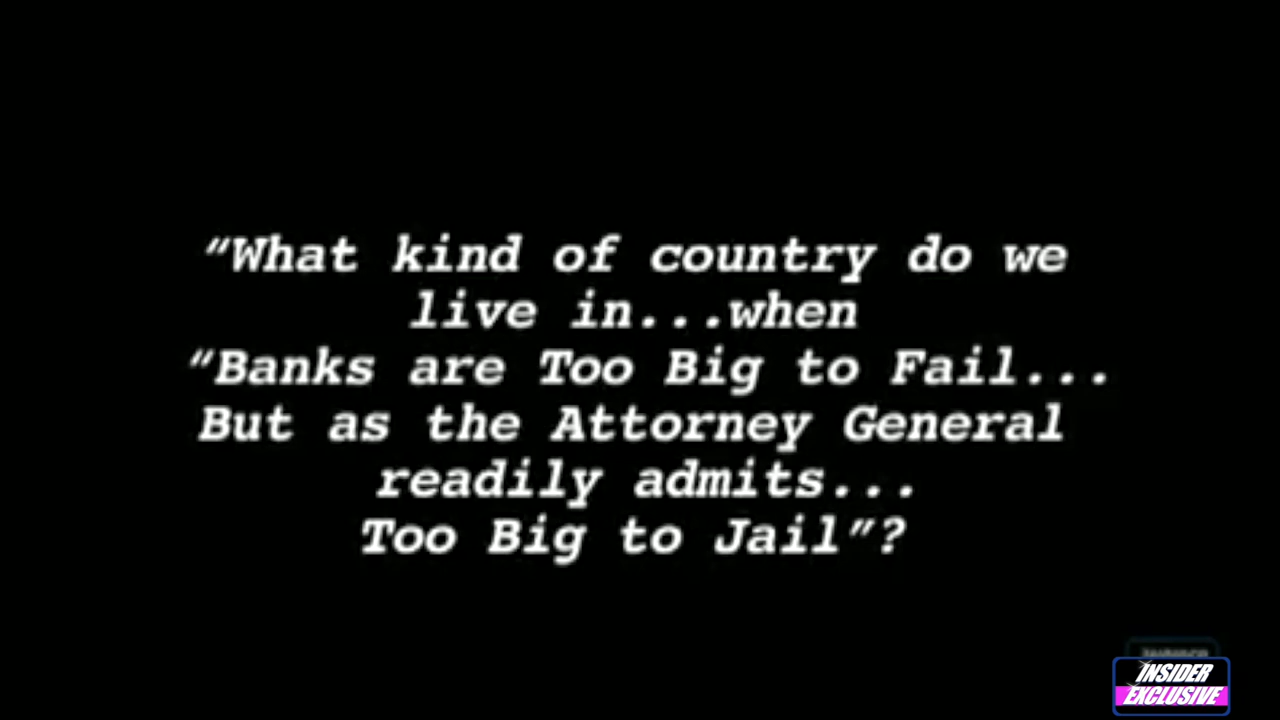 “What kind of country do we
live in...when
“Banks are Too Big to Fail...
But as the Attorney General
readily admits...
Too Big to Jail”?
INSIDER
EXCLUSIVE